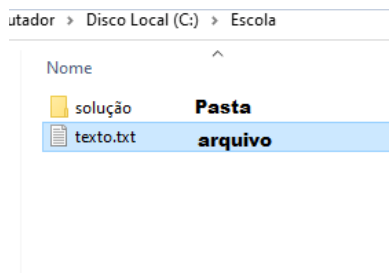 utador > Disco Local (C:) > Escola
Nome
solução Pasta
texto.txt arquivo